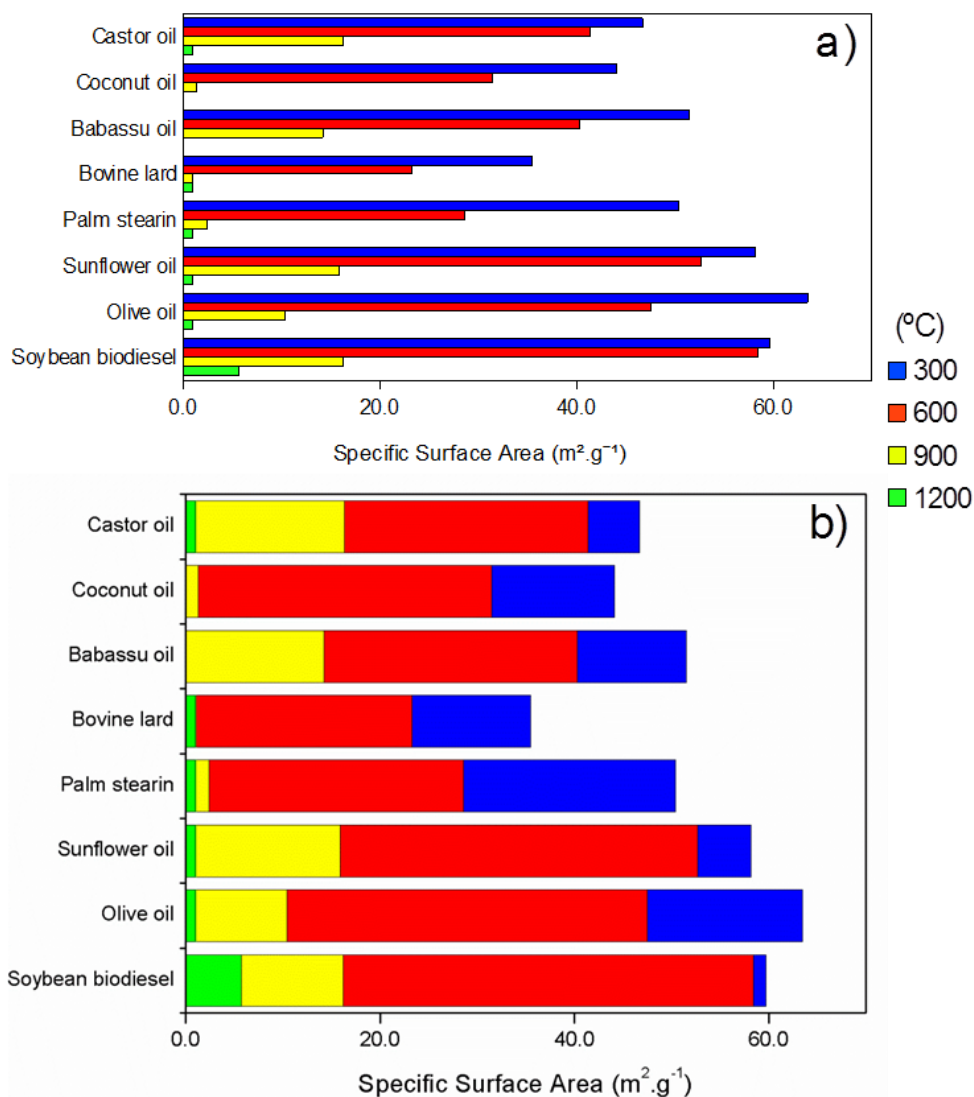 a)
Castor oil
Coconut oil
Babassu oil
Bovine lard
Palm stearin
Sunflower oil
Olive oil
Soybean biodiesel
0.0 20.0 40.0 60.0
Specific Surface Area (m².g⁻¹)
(ºC)
300
600
900
1200
b)
Castor oil
Coconut oil
Babassu oil
Bovine lard
Palm stearin
Sunflower oil
Olive oil
Soybean biodiesel
0.0 20.0 40.0 60.0
Specific Surface Area (m².g⁻¹)